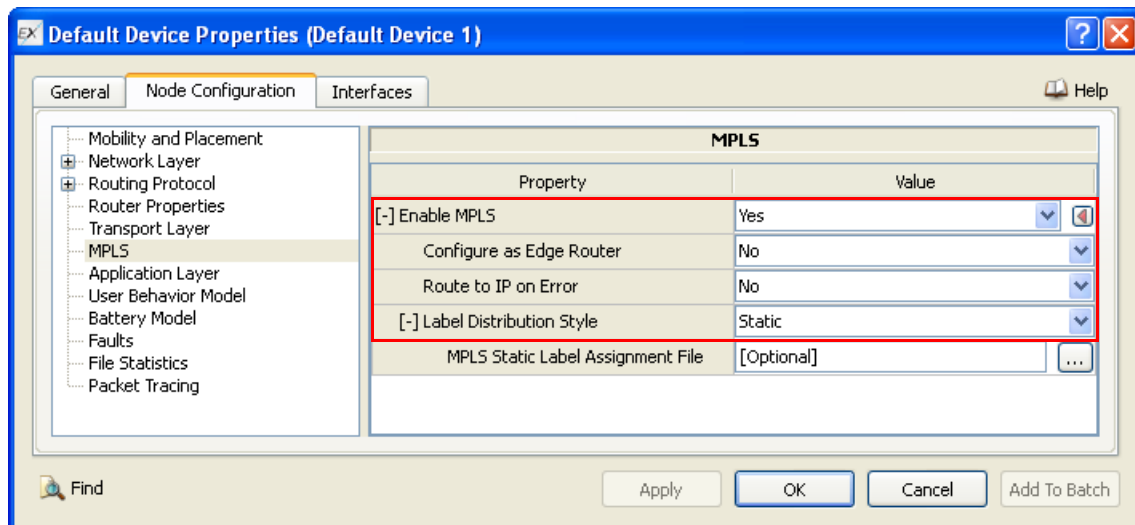 EX Default Device Properties (Default Device 1)
General Node Configuration Interfaces Help
Mobility and Placement
Network Layer
Routing Protocol
Router Properties
Transport Layer
MPLS
Application Layer
User Behavior Model
Battery Model
Faults
File Statistics
Packet Tracing
MPLS
Property Value
[-] Enable MPLS Yes
Configure as Edge Router No
Route to IP on Error No
[-] Label Distribution Style Static
MPLS Static Label Assignment File [Optional] ...
Find Apply OK Cancel Add To Batch